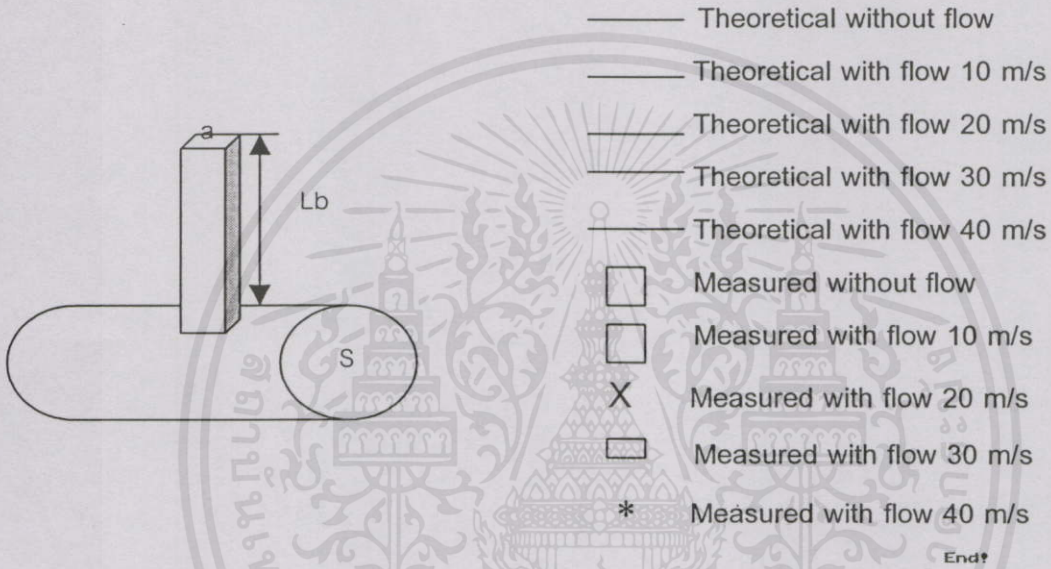 Theoretical without flow
Theoretical with flow 10 m/s
a
Theoretical with flow 20 m/s
Theoretical with flow 30 m/s
Lb
Theoretical with flow 40 m/s
Measured without flow
Measured with flow 10 m/s
S
X Measured with flow 20 m/s
Measured with flow 30 m/s
* Measured with flow 40 m/s
End?